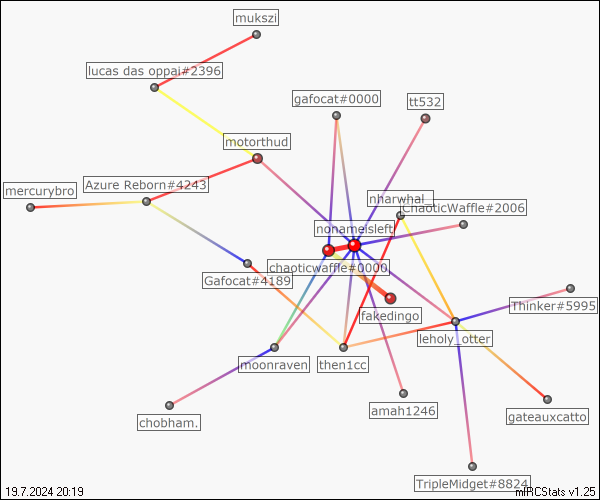 mukszi
lucas das oppai#2396
gafocat#0000
tt532
motorthud
mercurybro
Azure Reborn#4243
nharwhal_
ChaoticWaffle#2006
nonameisleft
chaoticwaffle#0000
Gafocat#4189
Thinker#5995
fakedingo
leholy_otter
moonraven
then1cc
amah1246
gateauxcatto
chobham.
TripleMidget#8824
19.7.2024 20:19
mIRCStats v1.25